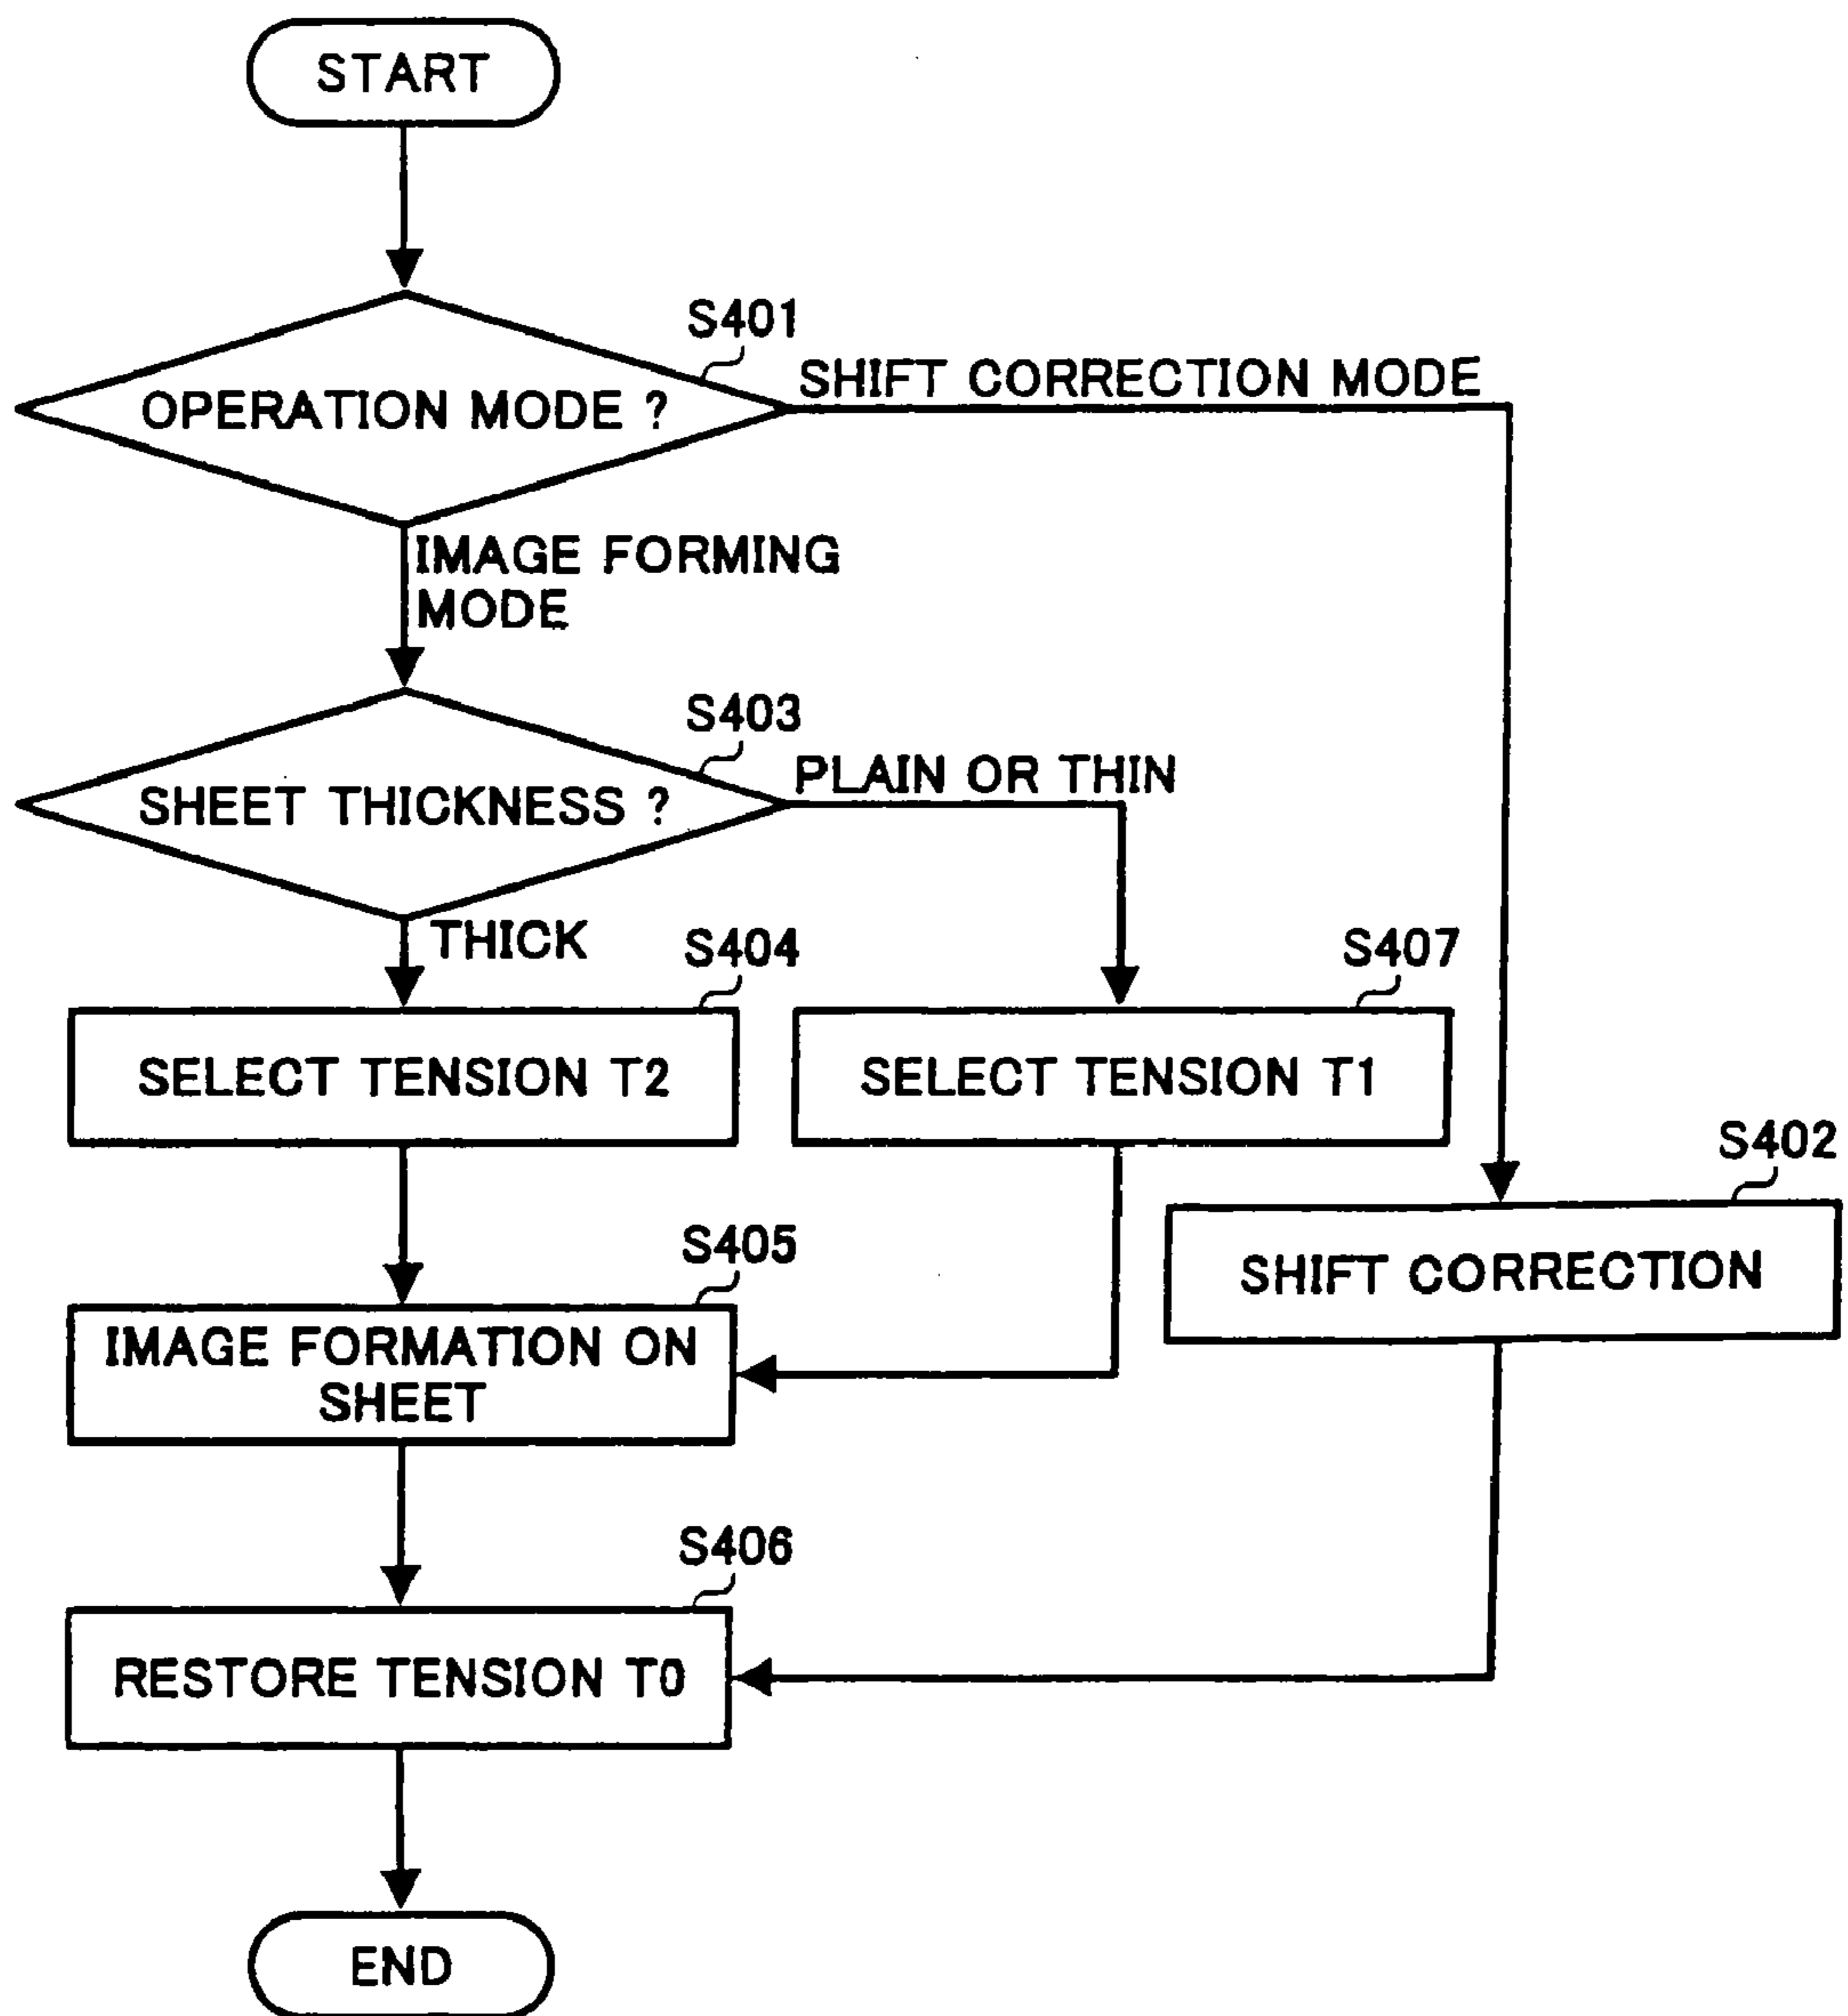 START
S401
SHIFT CORRECTION MODE
OPERATION MODE ?
IMAGE FORMING
MODE
S403
PLAIN OR THIN
SHEET THICKNESS ?
THICK
S404
S407
SELECT TENSION T2
SELECT TENSION T1
S402
SHIFT CORRECTION
S405
IMAGE FORMATION ON
SHEET
S406
RESTORE TENSION T0
END